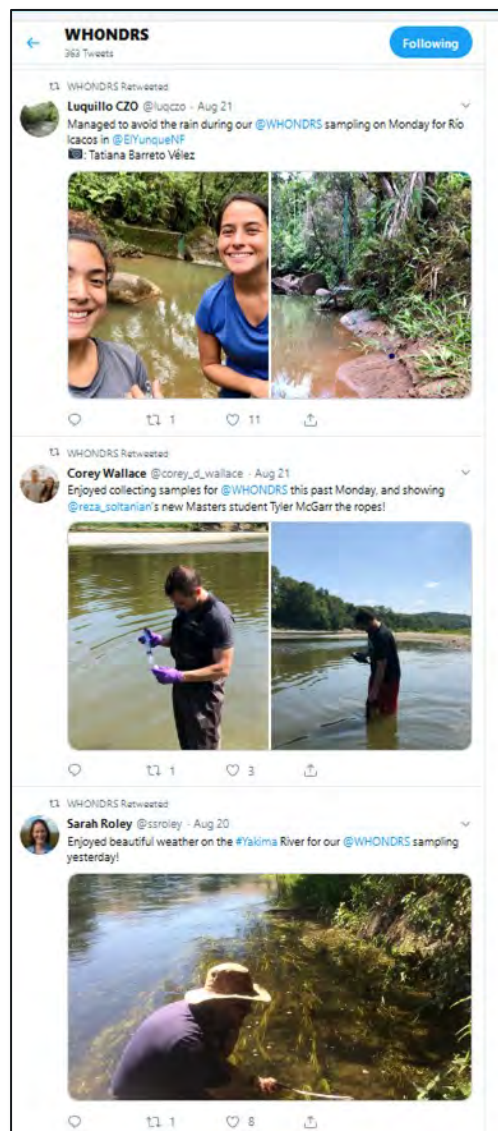 WHONDRS
363 Tweets
Following
WHONDRS Retweeted
Luquillo CZO @luqczo · Aug 21
Managed to avoid the rain during our @WHONDRS sampling on Monday for Río
Icacos in @ElYunqueNF
📷: Tatiana Barreto Vélez
1 11
WHONDRS Retweeted
Corey Wallace @corey_d_wallace · Aug 21
Enjoyed collecting samples for @WHONDRS this past Monday, and showing
@reza_soltanian's new Masters student Tyler McGarr the ropes!
1 3
WHONDRS Retweeted
Sarah Roley @ssroley · Aug 20
Enjoyed beautiful weather on the #Yakima River for our @WHONDRS sampling
yesterday!
1 8